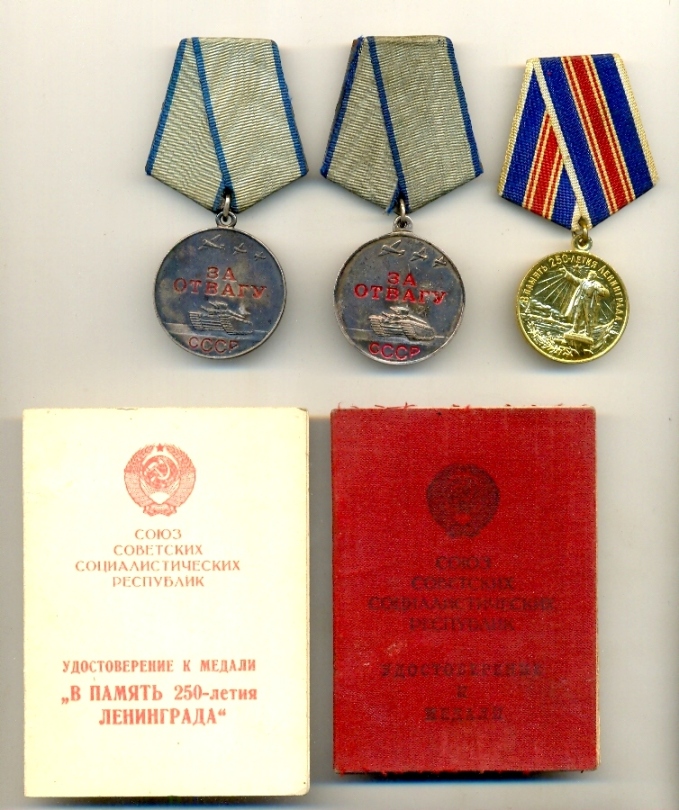 ЗА
ОТВАГУ
СССР
ЗА
ОТВАГУ
СССР
В ПАМЯТЬ 250-ЛЕТИЯ ЛЕНИНГРАДА
СОЮЗ
СОВЕТСКИХ
СОЦИАЛИСТИЧЕСКИХ
РЕСПУБЛИК
УДОСТОВЕРЕНИЕ К МЕДАЛИ
„В ПАМЯТЬ 250-летия
ЛЕНИНГРАДА“
СОЮЗ
СОВЕТСКИХ
СОЦИАЛИСТИЧЕСКИХ
РЕСПУБЛИК
УДОСТОВЕРЕНИЕ
К
МЕДАЛИ